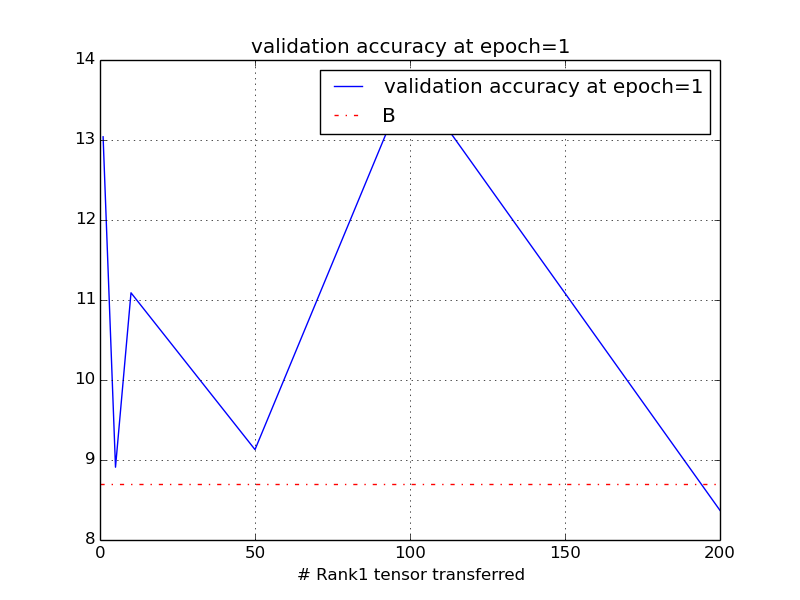 validation accuracy at epoch=1
validation accuracy at epoch=1
B
14
13
12
11
10
9
8
0 50 100 150 200
# Rank1 tensor transferred